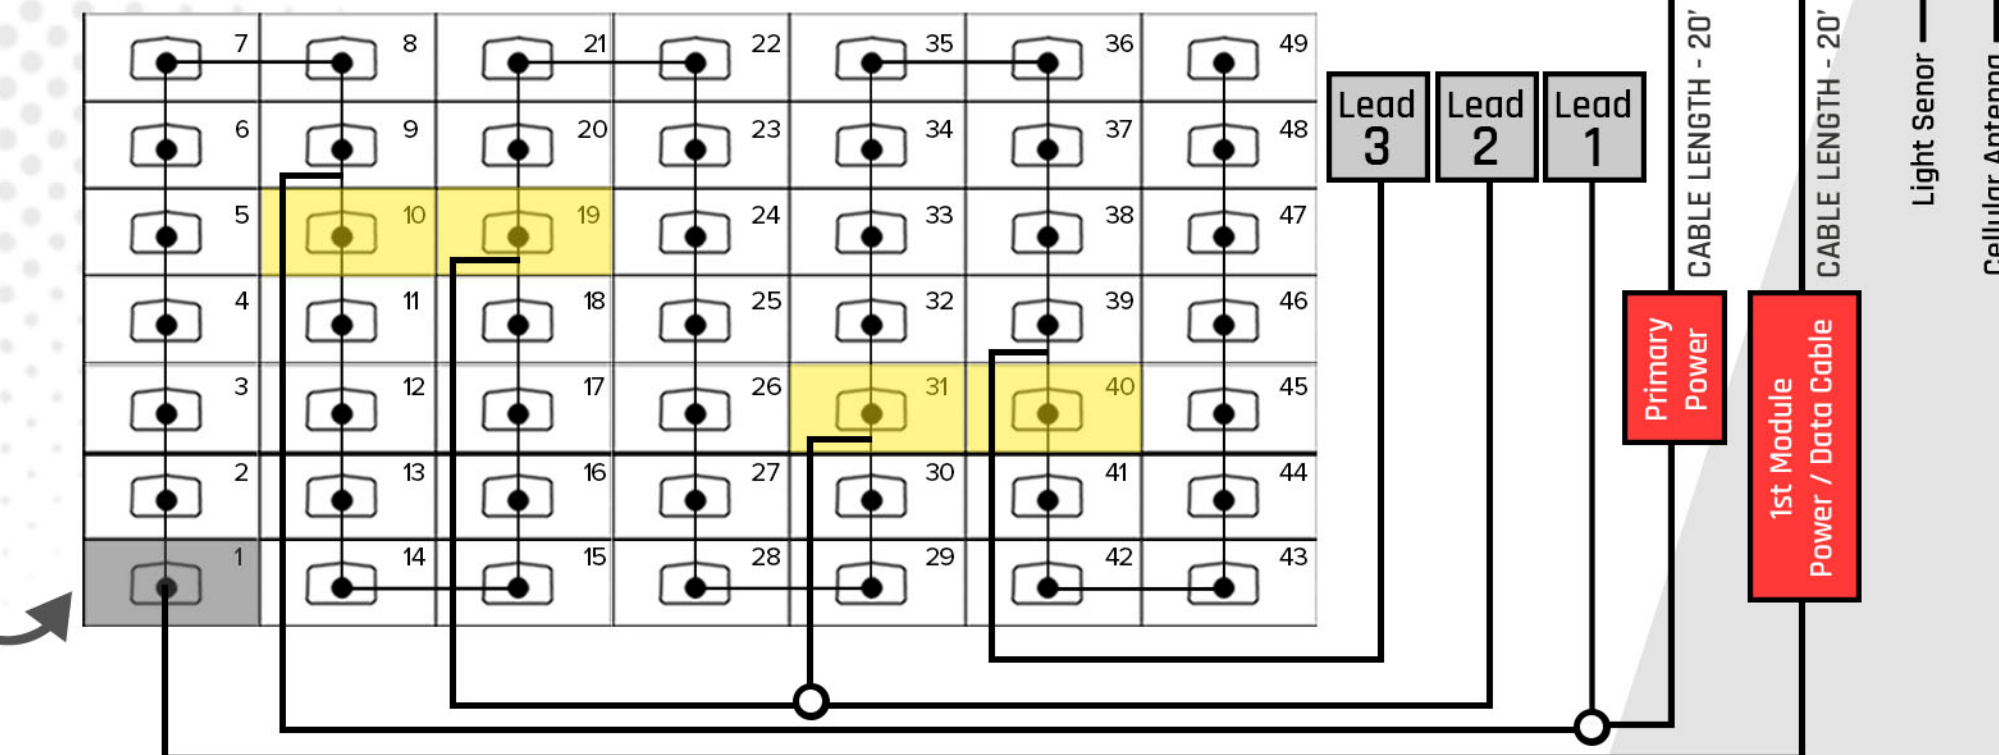 7 8 21 22 35 36 49
6 9 20 23 34 37 48
5 10 19 24 33 38 47
4 11 18 25 32 39 46
3 12 17 26 31 40 45
2 13 16 27 30 41 44
1 14 15 28 29 42 43
Lead
3
Lead
2
Lead
1
CABLE LENGTH - 20'
Primary
Power
CABLE LENGTH - 20'
1st Module
Power / Data Cable
Light Senor
Cellular Antenna